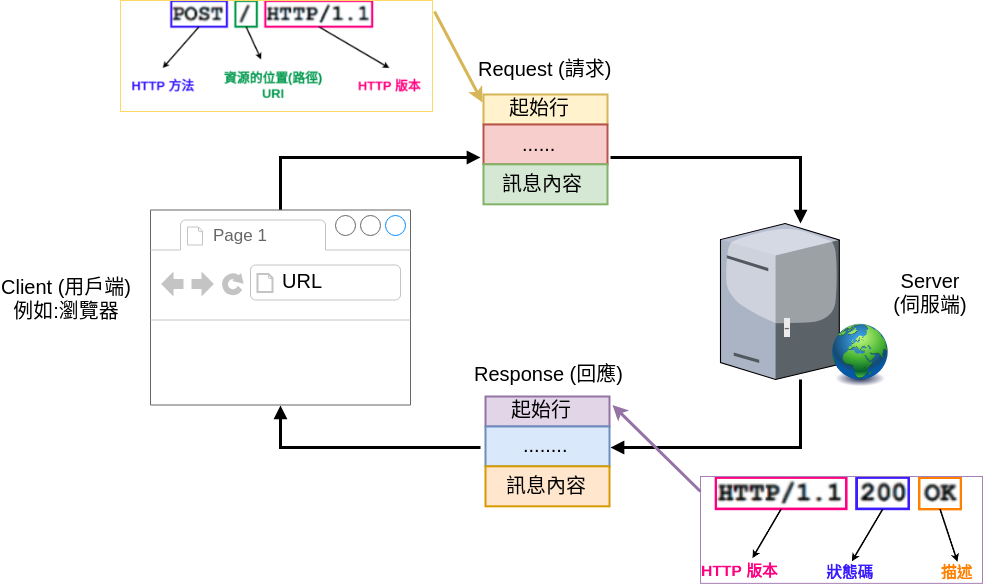 POST / HTTP/1.1
HTTP 方法
資源的位置(路徑)
URI
HTTP 版本
Request (請求)
起始行
......
訊息內容
Page 1
URL
Client (用戶端)
例如:瀏覽器
Server
(伺服端)
Response (回應)
起始行
........
訊息內容
HTTP/1.1 200 OK
HTTP 版本
狀態碼
描述